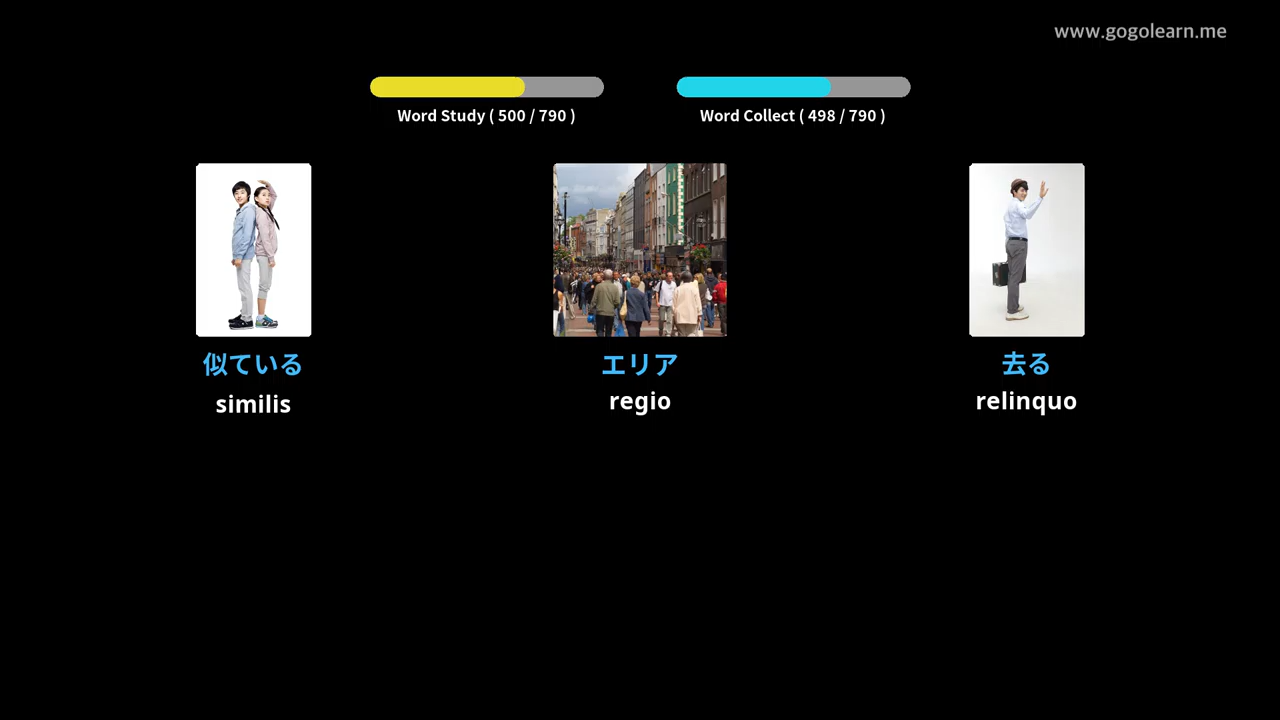 www.gogolearn.me
Word Study ( 500 / 790 )
Word Collect ( 498 / 790 )
似ている
similis
エリア
regio
去る
relinquo